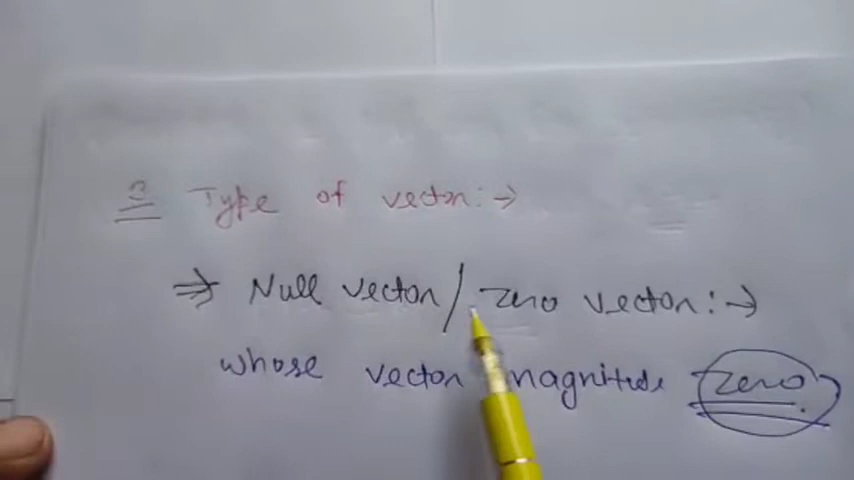 3 Type of vector:→
⇒ Null vector / zero vector:→
whose vector magnitude zero.